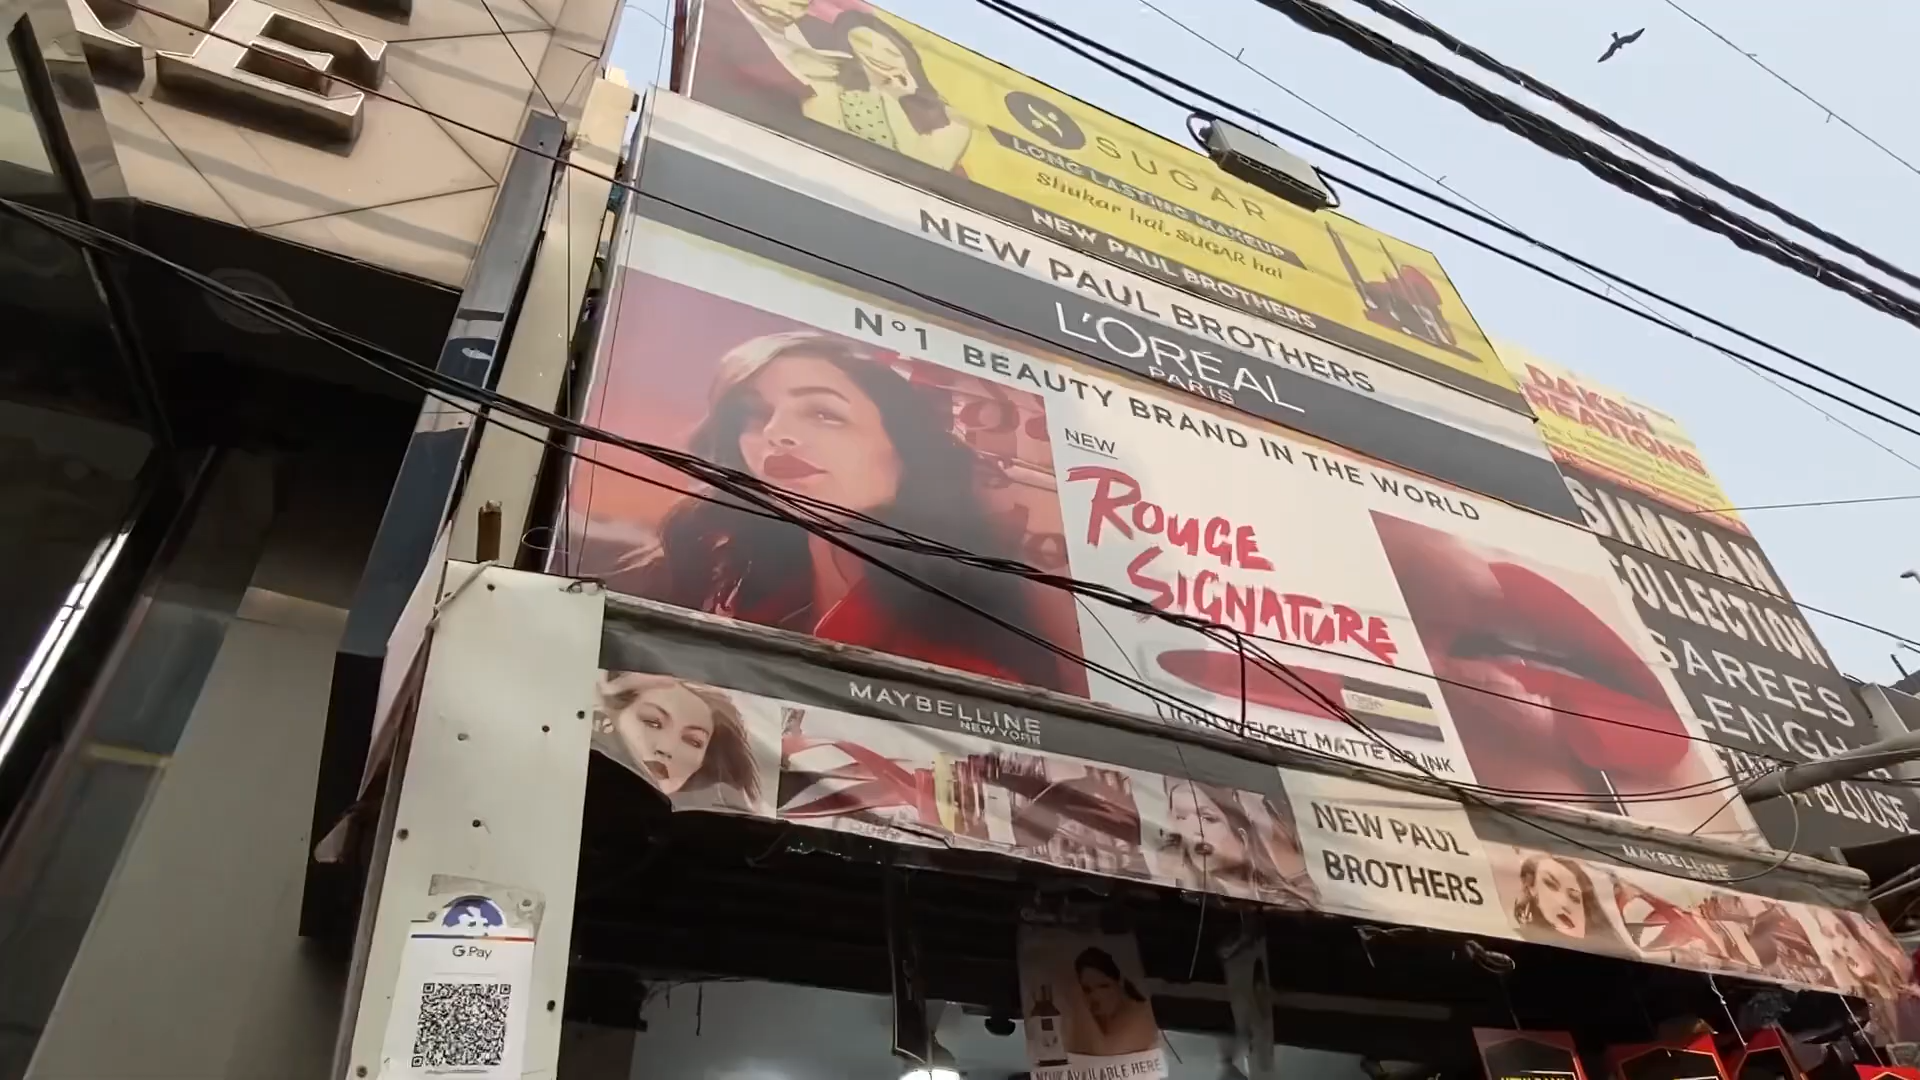 SUGAR
LONG LASTING MAKEUP
Shukar hai, SUGAR hai
NEW PAUL BROTHERS
NEW PAUL BROTHERS
L'ORÉAL
PARIS
N°1 BEAUTY BRAND IN THE WORLD
NEW
ROUGE
SIGNATURE
LIGHTWEIGHT MATTE LIP INK
DAKSH
REATIONS
SIMRAN
COLLECTION
SAREES
LENGH
BLOUSE
MAYBELLINE
NEW YORK
NEW PAUL
BROTHERS
MAYBELLINE
G Pay
NOW AVAILABLE HERE